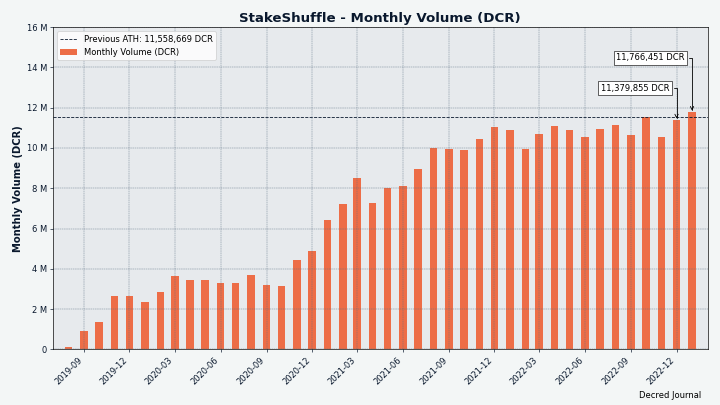 StakeShuffle - Monthly Volume (DCR)
Previous ATH: 11,558,669 DCR
Monthly Volume (DCR)
11,766,451 DCR
11,379,855 DCR
Monthly Volume (DCR)
16 M
14 M
12 M
10 M
8 M
6 M
4 M
2 M
0
2019-09
2019-12
2020-03
2020-06
2020-09
2020-12
2021-03
2021-06
2021-09
2021-12
2022-03
2022-06
2022-09
2022-12
Decred Journal